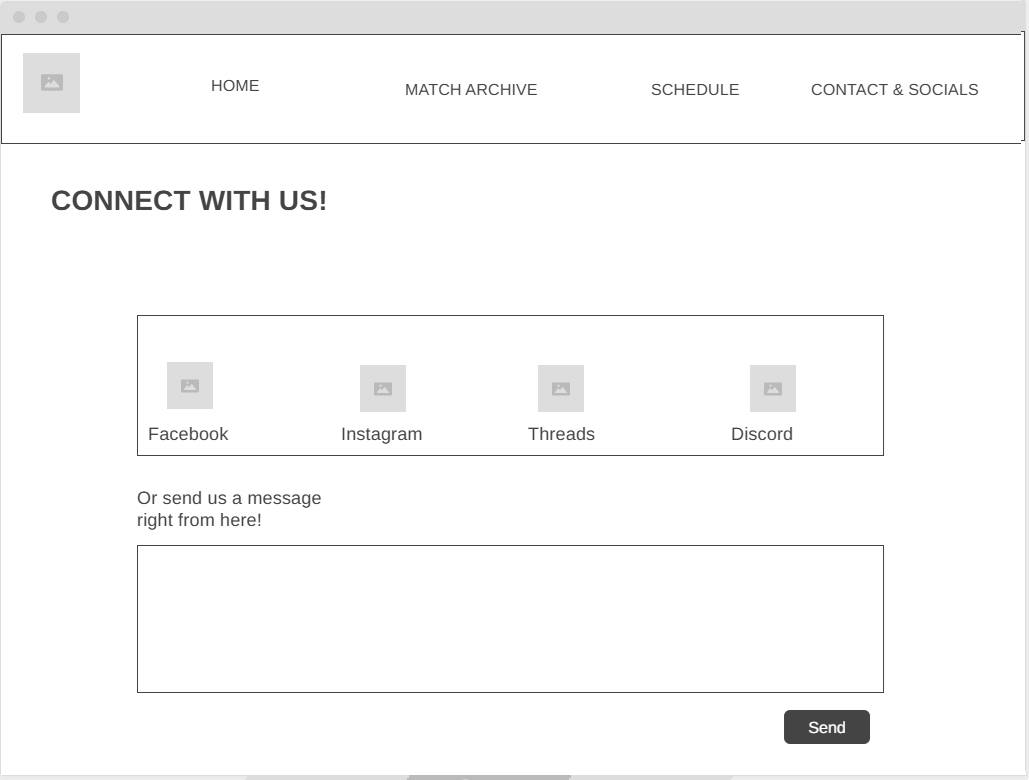 HOME
MATCH ARCHIVE
SCHEDULE
CONTACT & SOCIALS
CONNECT WITH US!
Facebook
Instagram
Threads
Discord
Or send us a message
right from here!
Send